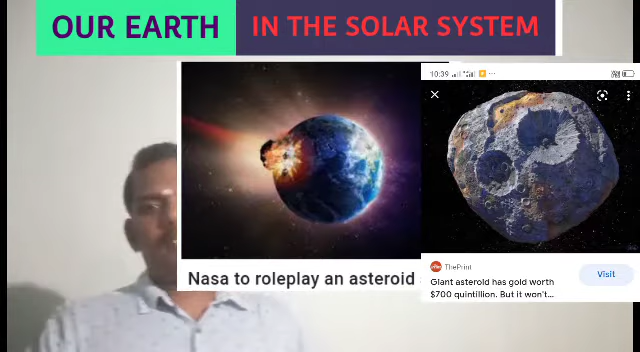 OUR EARTH IN THE SOLAR SYSTEM
10:09
Nasa to roleplay an asteroid
ThePrint
Giant asteroid has gold worth
$700 quintillion. But it won't...
Visit